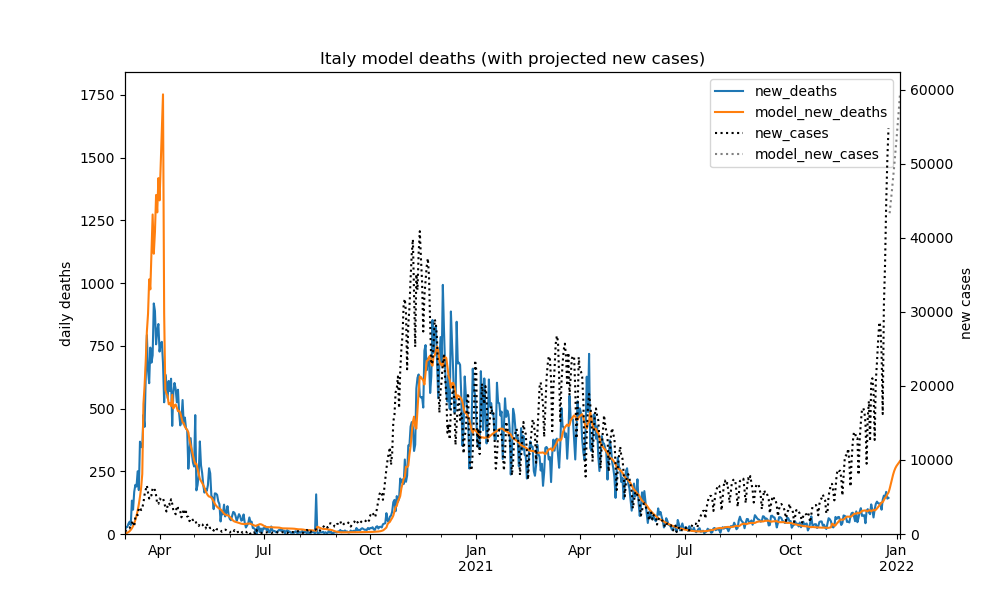 Italy model deaths (with projected new cases)
1750
1500
1250
1000
750
500
250
0
daily deaths
60000
50000
40000
30000
20000
10000
0
new cases
new_deaths
model_new_deaths
new_cases
model_new_cases
Apr Jul Oct Jan Apr Jul Oct Jan
2021 2022